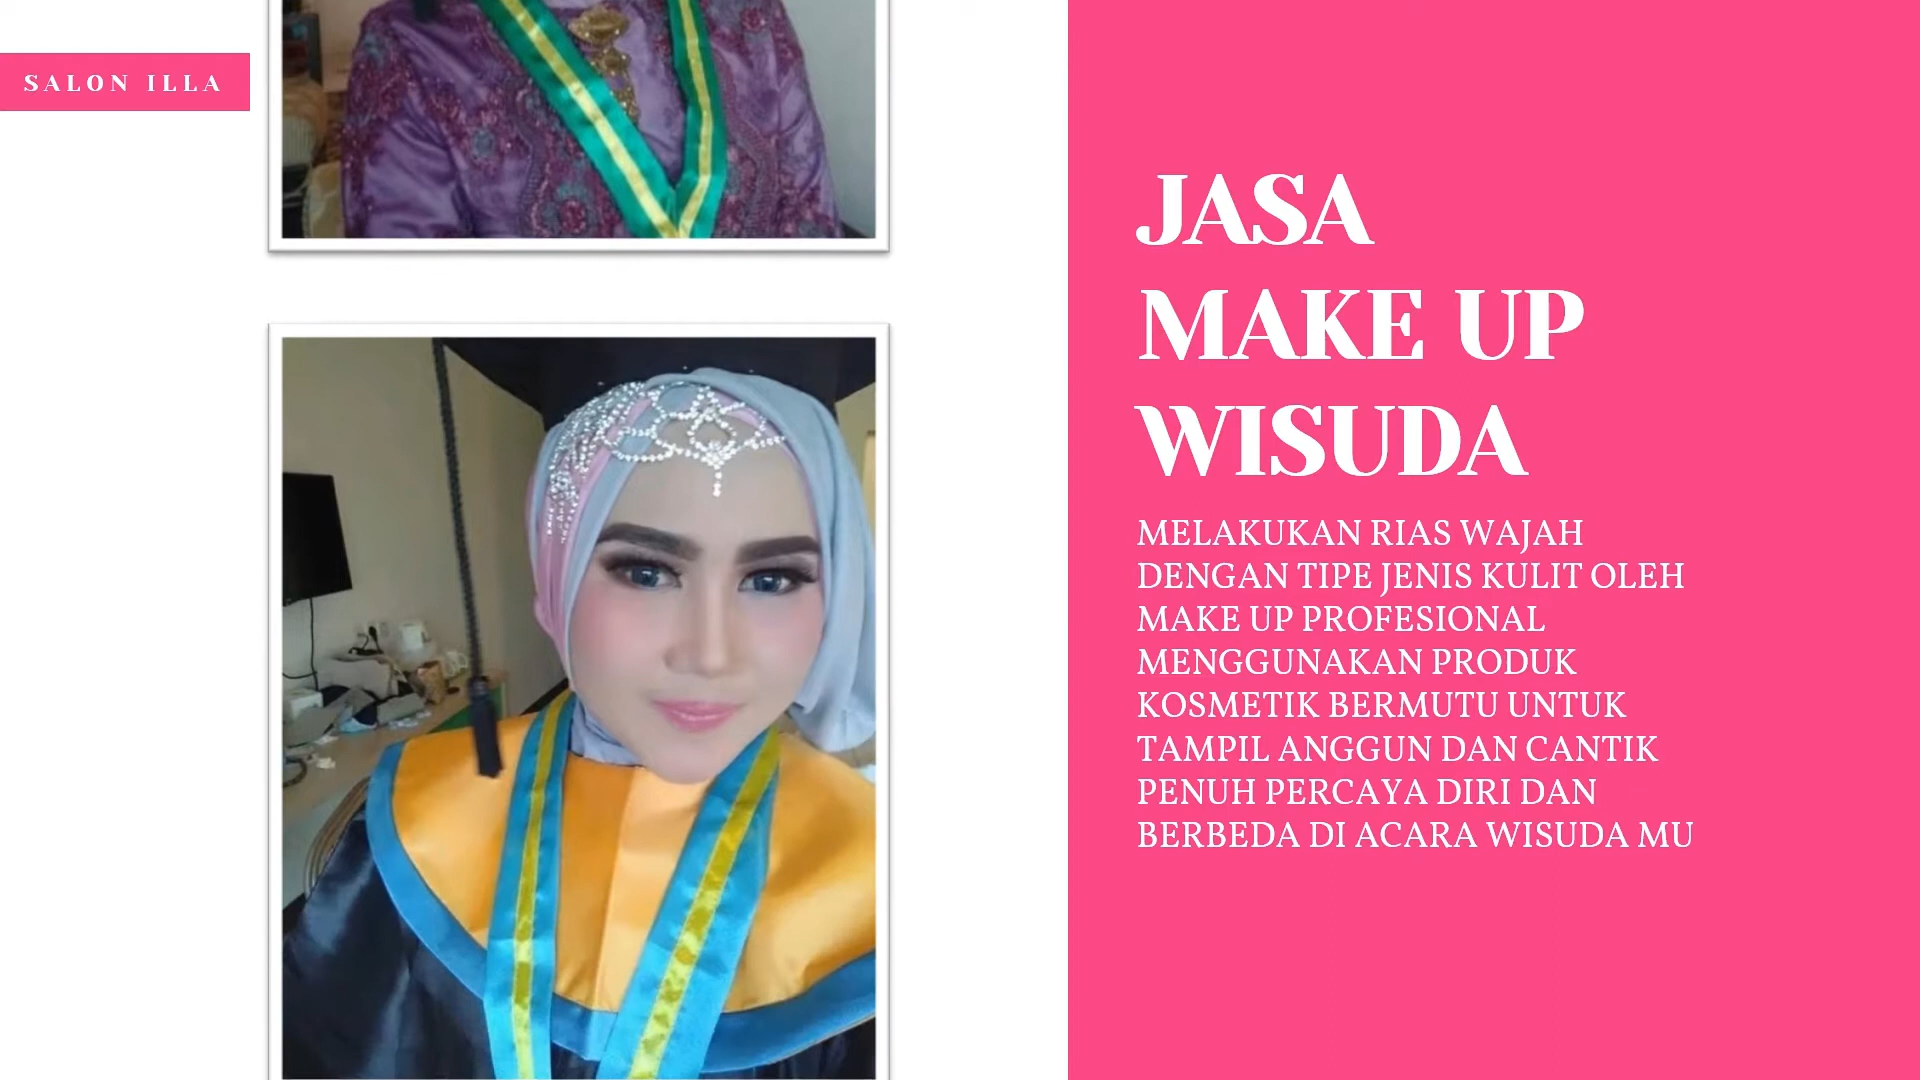 SALON ILLA
JASA
MAKE UP
WISUDA
MELAKUKAN RIAS WAJAH
DENGAN TIPE JENIS KULIT OLEH
MAKE UP PROFESIONAL
MENGGUNAKAN PRODUK
KOSMETIK BERMUTU UNTUK
TAMPIL ANGGUN DAN CANTIK
PENUH PERCAYA DIRI DAN
BERBEDA DI ACARA WISUDA MU